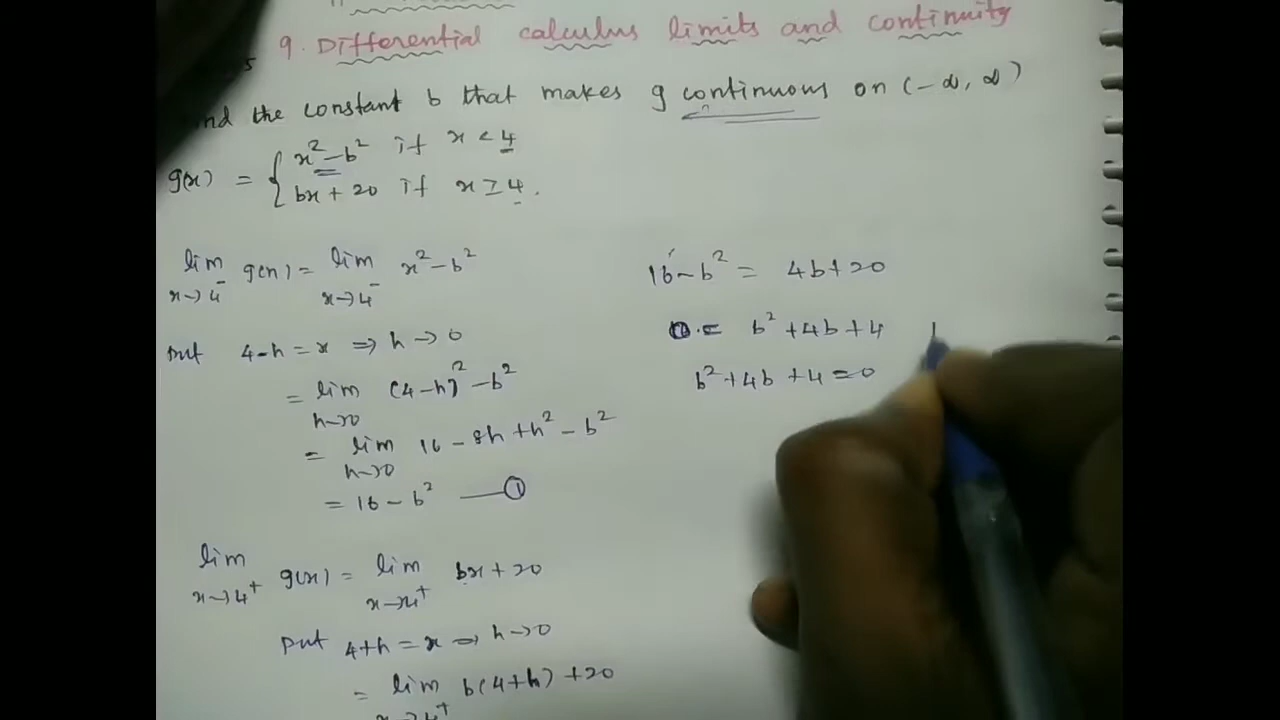 9. Differential calculus limits and continuity
the constant b that makes g continuous on (-∞, ∞)
g(x) = { x² - b² if x < 4
bx + 20 if x ≥ 4.
lim g(x) = lim x² - b²
x→4⁻ x→4⁻
put 4-h = x ⇒ h→0
= lim (4-h)² - b²
h→0
= lim 16 - 8h + h² - b²
h→0
= 16 - b² —①
lim g(x) = lim bx + 20
x→4⁺ x→4⁺
put 4+h = x ⇒ h→0
= lim b(4+h) + 20
x→4⁺
16 - b² = 4b + 20
0 = b² + 4b + 4
b² + 4b + 4 = 0